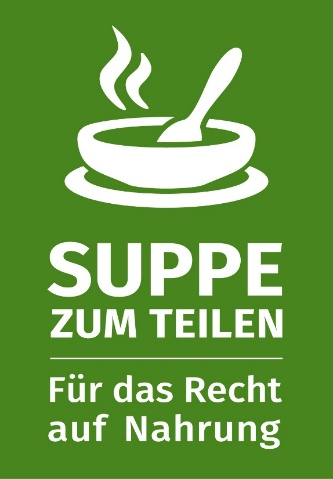 SUPPE
ZUM TEILEN
Für das Recht
auf Nahrung